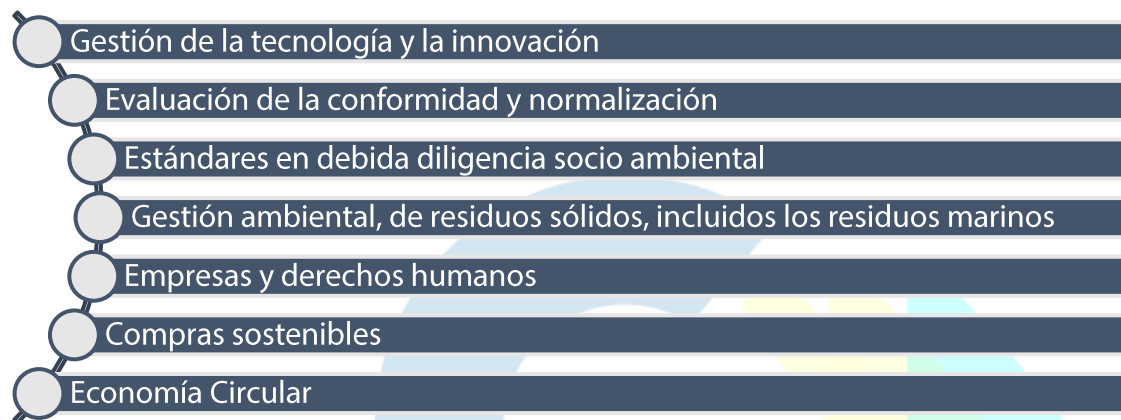 Gestión de la tecnología y la innovación
Evaluación de la conformidad y normalización
Estándares en debida diligencia socio ambiental
Gestión ambiental, de residuos sólidos, incluidos los residuos marinos
Empresas y derechos humanos
Compras sostenibles
Economía Circular